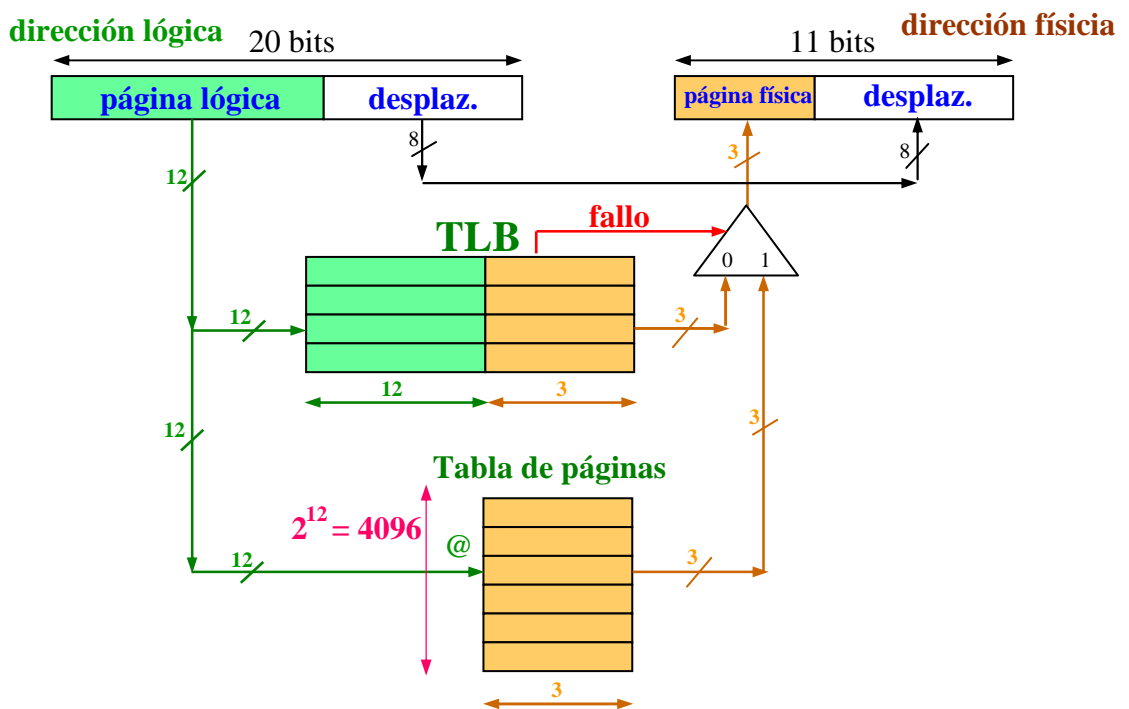 dirección lógica
20 bits
11 bits
dirección físicia
página lógica
desplaz.
página física
desplaz.
8
8
12
3
TLB
fallo
0 1
12
3
12
3
12
3
Tabla de páginas
2^12 = 4096
@
12
3
3